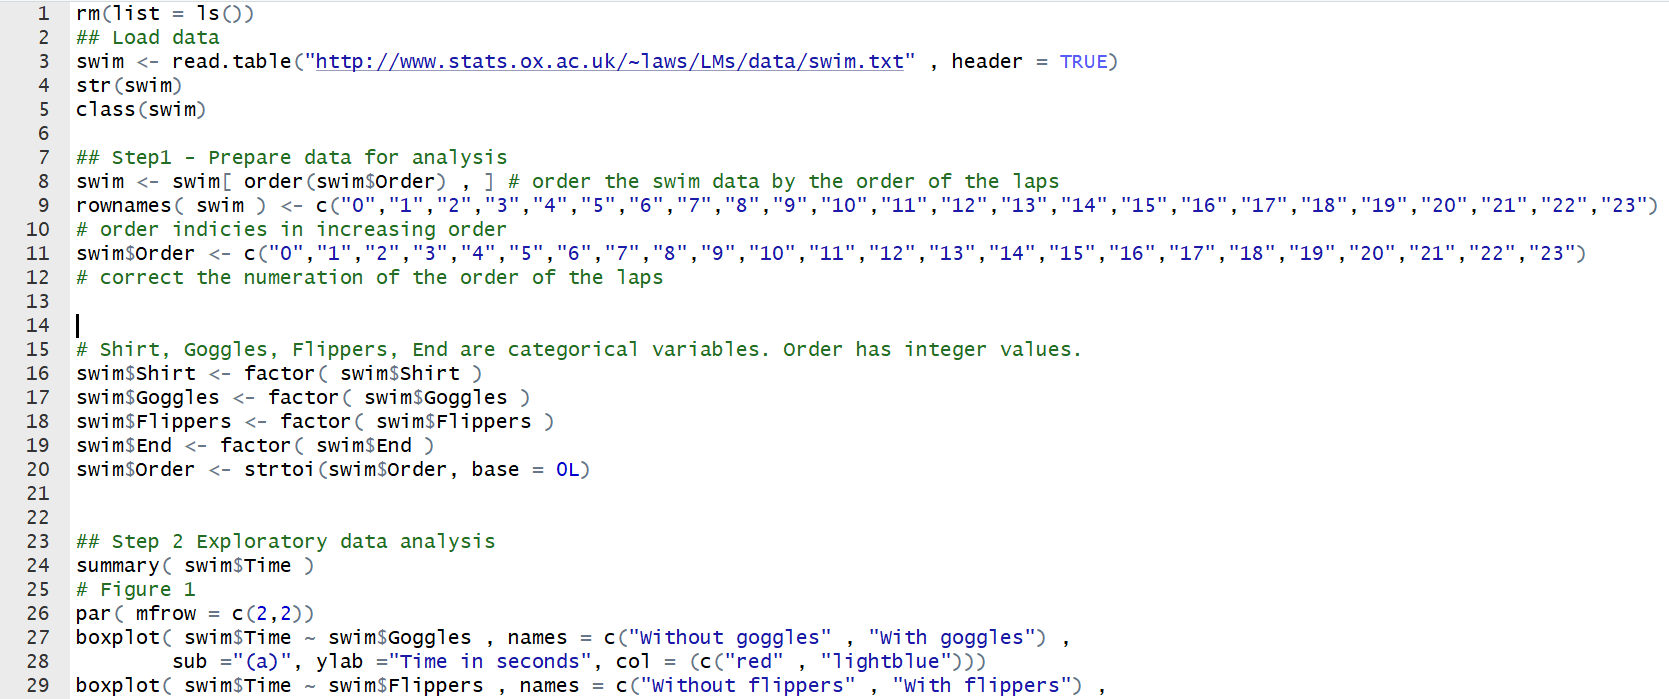 1 rm(list = ls())
2 ## Load data
3 swim <- read.table("http://www.stats.ox.ac.uk/~laws/LMs/data/swim.txt" , header = TRUE)
4 str(swim)
5 class(swim)
6
7 ## Step1 - Prepare data for analysis
8 swim <- swim[ order(swim$Order) , ] # order the swim data by the order of the laps
9 rownames( swim ) <- c("0","1","2","3","4","5","6","7","8","9","10","11","12","13","14","15","16","17","18","19","20","21","22","23")
10 # order indicies in increasing order
11 swim$Order <- c("0","1","2","3","4","5","6","7","8","9","10","11","12","13","14","15","16","17","18","19","20","21","22","23")
12 # correct the numeration of the order of the laps
13
14
15 # Shirt, Goggles, Flippers, End are categorical variables. Order has integer values.
16 swim$Shirt <- factor( swim$Shirt )
17 swim$Goggles <- factor( swim$Goggles )
18 swim$Flippers <- factor( swim$Flippers )
19 swim$End <- factor( swim$End )
20 swim$Order <- strtoi(swim$Order, base = 0L)
21
22
23 ## Step 2 Exploratory data analysis
24 summary( swim$Time )
25 # Figure 1
26 par( mfrow = c(2,2))
27 boxplot( swim$Time ~ swim$Goggles , names = c("Without goggles" , "With goggles") ,
28 sub ="(a)", ylab ="Time in seconds", col = (c("red" , "lightblue")))
29 boxplot( swim$Time ~ swim$Flippers , names = c("Without flippers" , "With flippers") ,